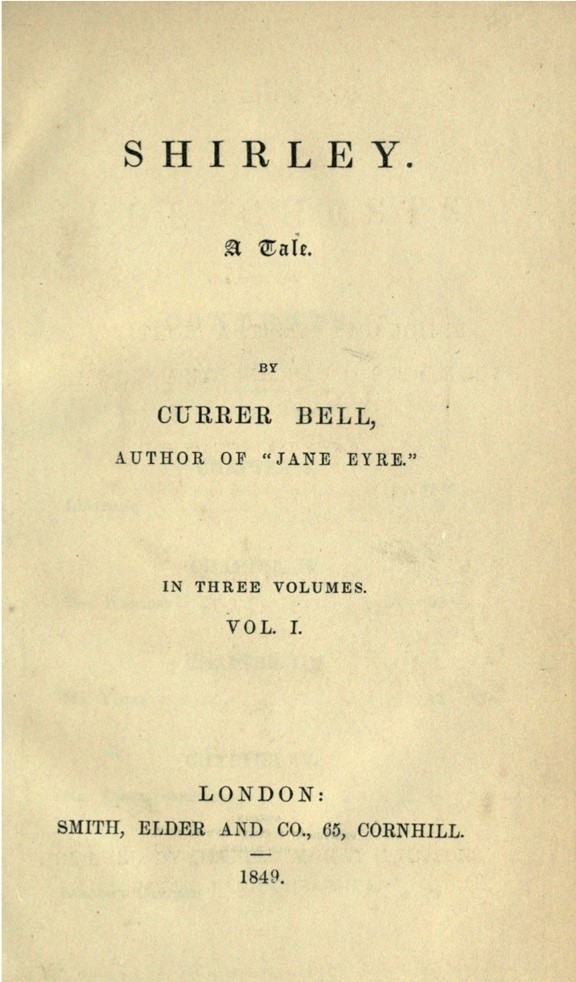 SHIRLEY.
A Tale.
BY
CURRER BELL,
AUTHOR OF "JANE EYRE."
IN THREE VOLUMES.
VOL. I.
LONDON:
SMITH, ELDER AND CO., 65, CORNHILL.
1849.